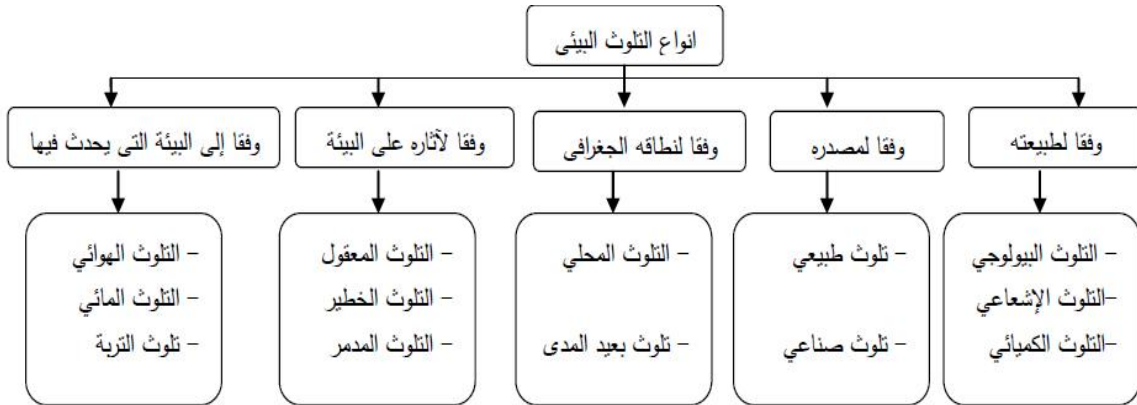 انواع التلوث البيئى
وفقا لطبيعته
وفقا لمصدره
وفقا لنطاقه الجغرافى
وفقا لآثاره على البيئة
وفقا إلى البيئة التى يحدث فيها
- التلوث البيولوجي
-التلوث الإشعاعي
-التلوث الكميائي
- تلوث طبيعي
- تلوث صناعي
- التلوث المحلي
- تلوث بعيد المدى
- التلوث المعقول
- التلوث الخطير
- التلوث المدمر
- التلوث الهوائي
- التلوث المائي
- تلوث التربة